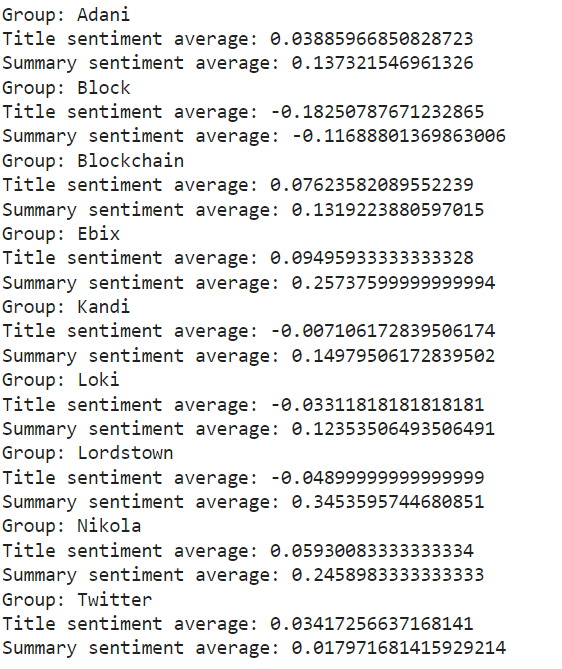 Group: Adani
Title sentiment average: 0.03885966850828723
Summary sentiment average: 0.137321546961326
Group: Block
Title sentiment average: -0.18250787671232865
Summary sentiment average: -0.11688801369863006
Group: Blockchain
Title sentiment average: 0.07623582089552239
Summary sentiment average: 0.1319223880597015
Group: Ebix
Title sentiment average: 0.09495933333333328
Summary sentiment average: 0.25737599999999994
Group: Kandi
Title sentiment average: -0.007106172839506174
Summary sentiment average: 0.14979506172839502
Group: Loki
Title sentiment average: -0.03311818181818181
Summary sentiment average: 0.12353506493506491
Group: Lordstown
Title sentiment average: -0.04899999999999999
Summary sentiment average: 0.3453595744680851
Group: Nikola
Title sentiment average: 0.05930083333333334
Summary sentiment average: 0.2458983333333333
Group: Twitter
Title sentiment average: 0.03417256637168141
Summary sentiment average: 0.017971681415929214